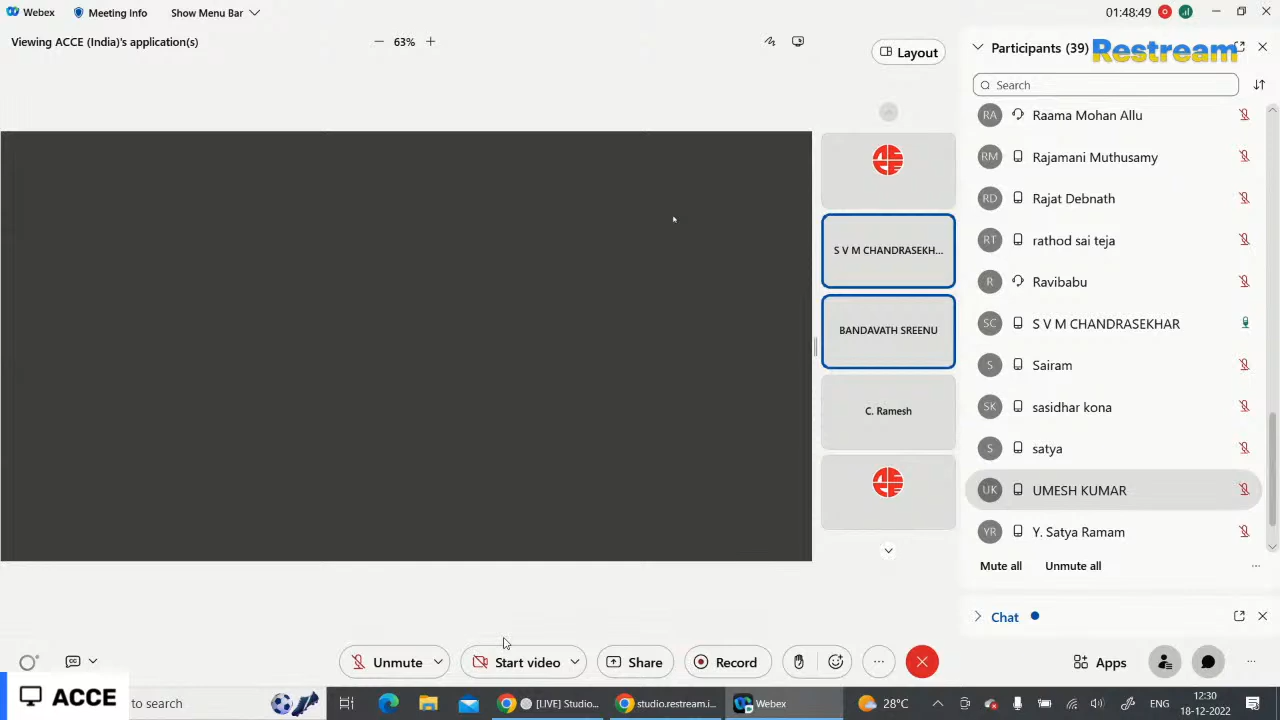 Webex
Meeting Info
Show Menu Bar
01:48:49
Viewing ACCE (India)'s application(s)
63%
Layout
Participants (39)
Restream
Search
RA
Raama Mohan Allu
RM
Rajamani Muthusamy
RD
Rajat Debnath
RT
rathod sai teja
R
Ravibabu
SC
S V M CHANDRASEKHAR
S
Sairam
SK
sasidhar kona
S
satya
UK
UMESH KUMAR
YR
Y. Satya Ramam
S V M CHANDRASEKH...
BANDAVATH SREENU
C. Ramesh
Mute all
Unmute all
Chat
CC
Unmute
Start video
Share
Record
Apps
ACCE
to search
[LIVE] Studio...
studio.restream.i...
Webex
28°C
ENG
12:30
18-12-2022